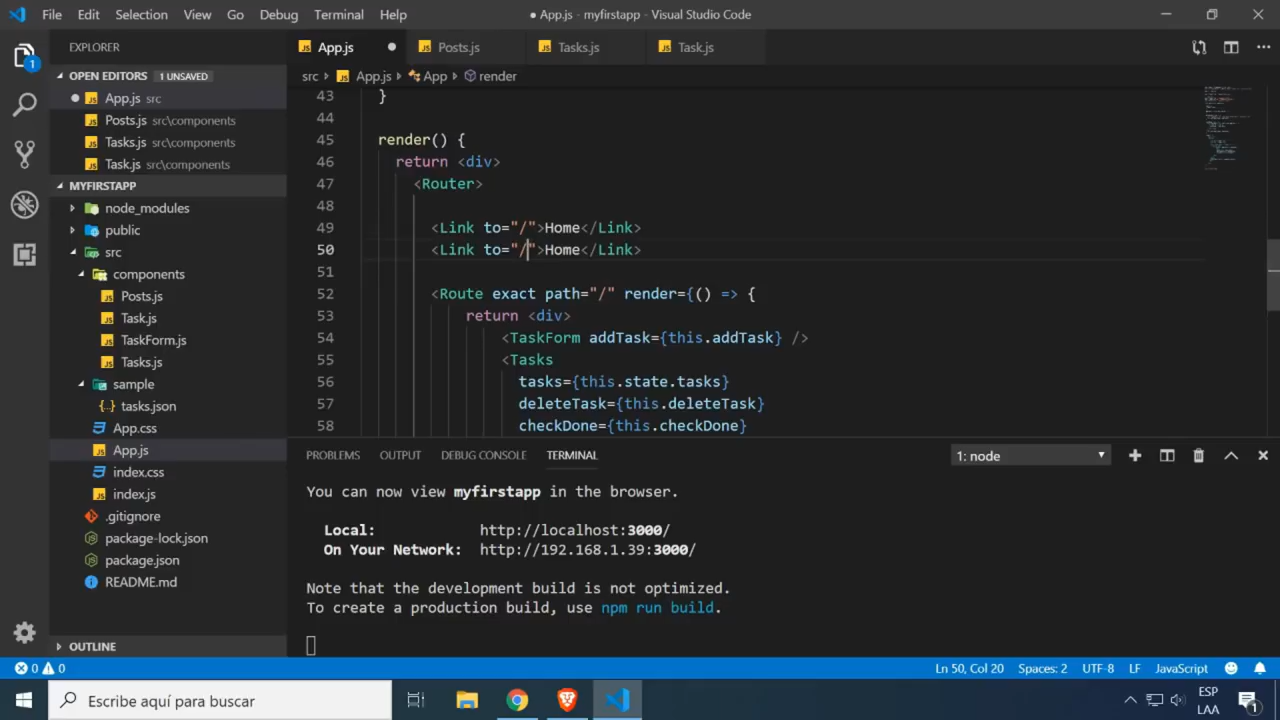 File Edit Selection View Go Debug Terminal Help
● App.js - myfirstapp - Visual Studio Code
EXPLORER
OPEN EDITORS 1 UNSAVED
App.js src
Posts.js src\components
Tasks.js src\components
Task.js src\components
MYFIRSTAPP
node_modules
public
src
components
Posts.js
Task.js
TaskForm.js
Tasks.js
sample
tasks.json
App.css
App.js
index.css
index.js
.gitignore
package-lock.json
package.json
README.md
OUTLINE
App.js Posts.js Tasks.js Task.js
src › App.js › App › render
43 }
44
45 render() {
46 return <div>
47 <Router>
48
49 <Link to="/">Home</Link>
50 <Link to="/">Home</Link>
51
52 <Route exact path="/" render={() => {
53 return <div>
54 <TaskForm addTask={this.addTask} />
55 <Tasks
56 tasks={this.state.tasks}
57 deleteTask={this.deleteTask}
58 checkDone={this.checkDone}
PROBLEMS OUTPUT DEBUG CONSOLE TERMINAL 1: node
You can now view myfirstapp in the browser.
Local: http://localhost:3000/
On Your Network: http://192.168.1.39:3000/
Note that the development build is not optimized.
To create a production build, use npm run build.
0 0 Ln 50, Col 20 Spaces: 2 UTF-8 LF JavaScript
Escribe aquí para buscar
ESP
LAA
1